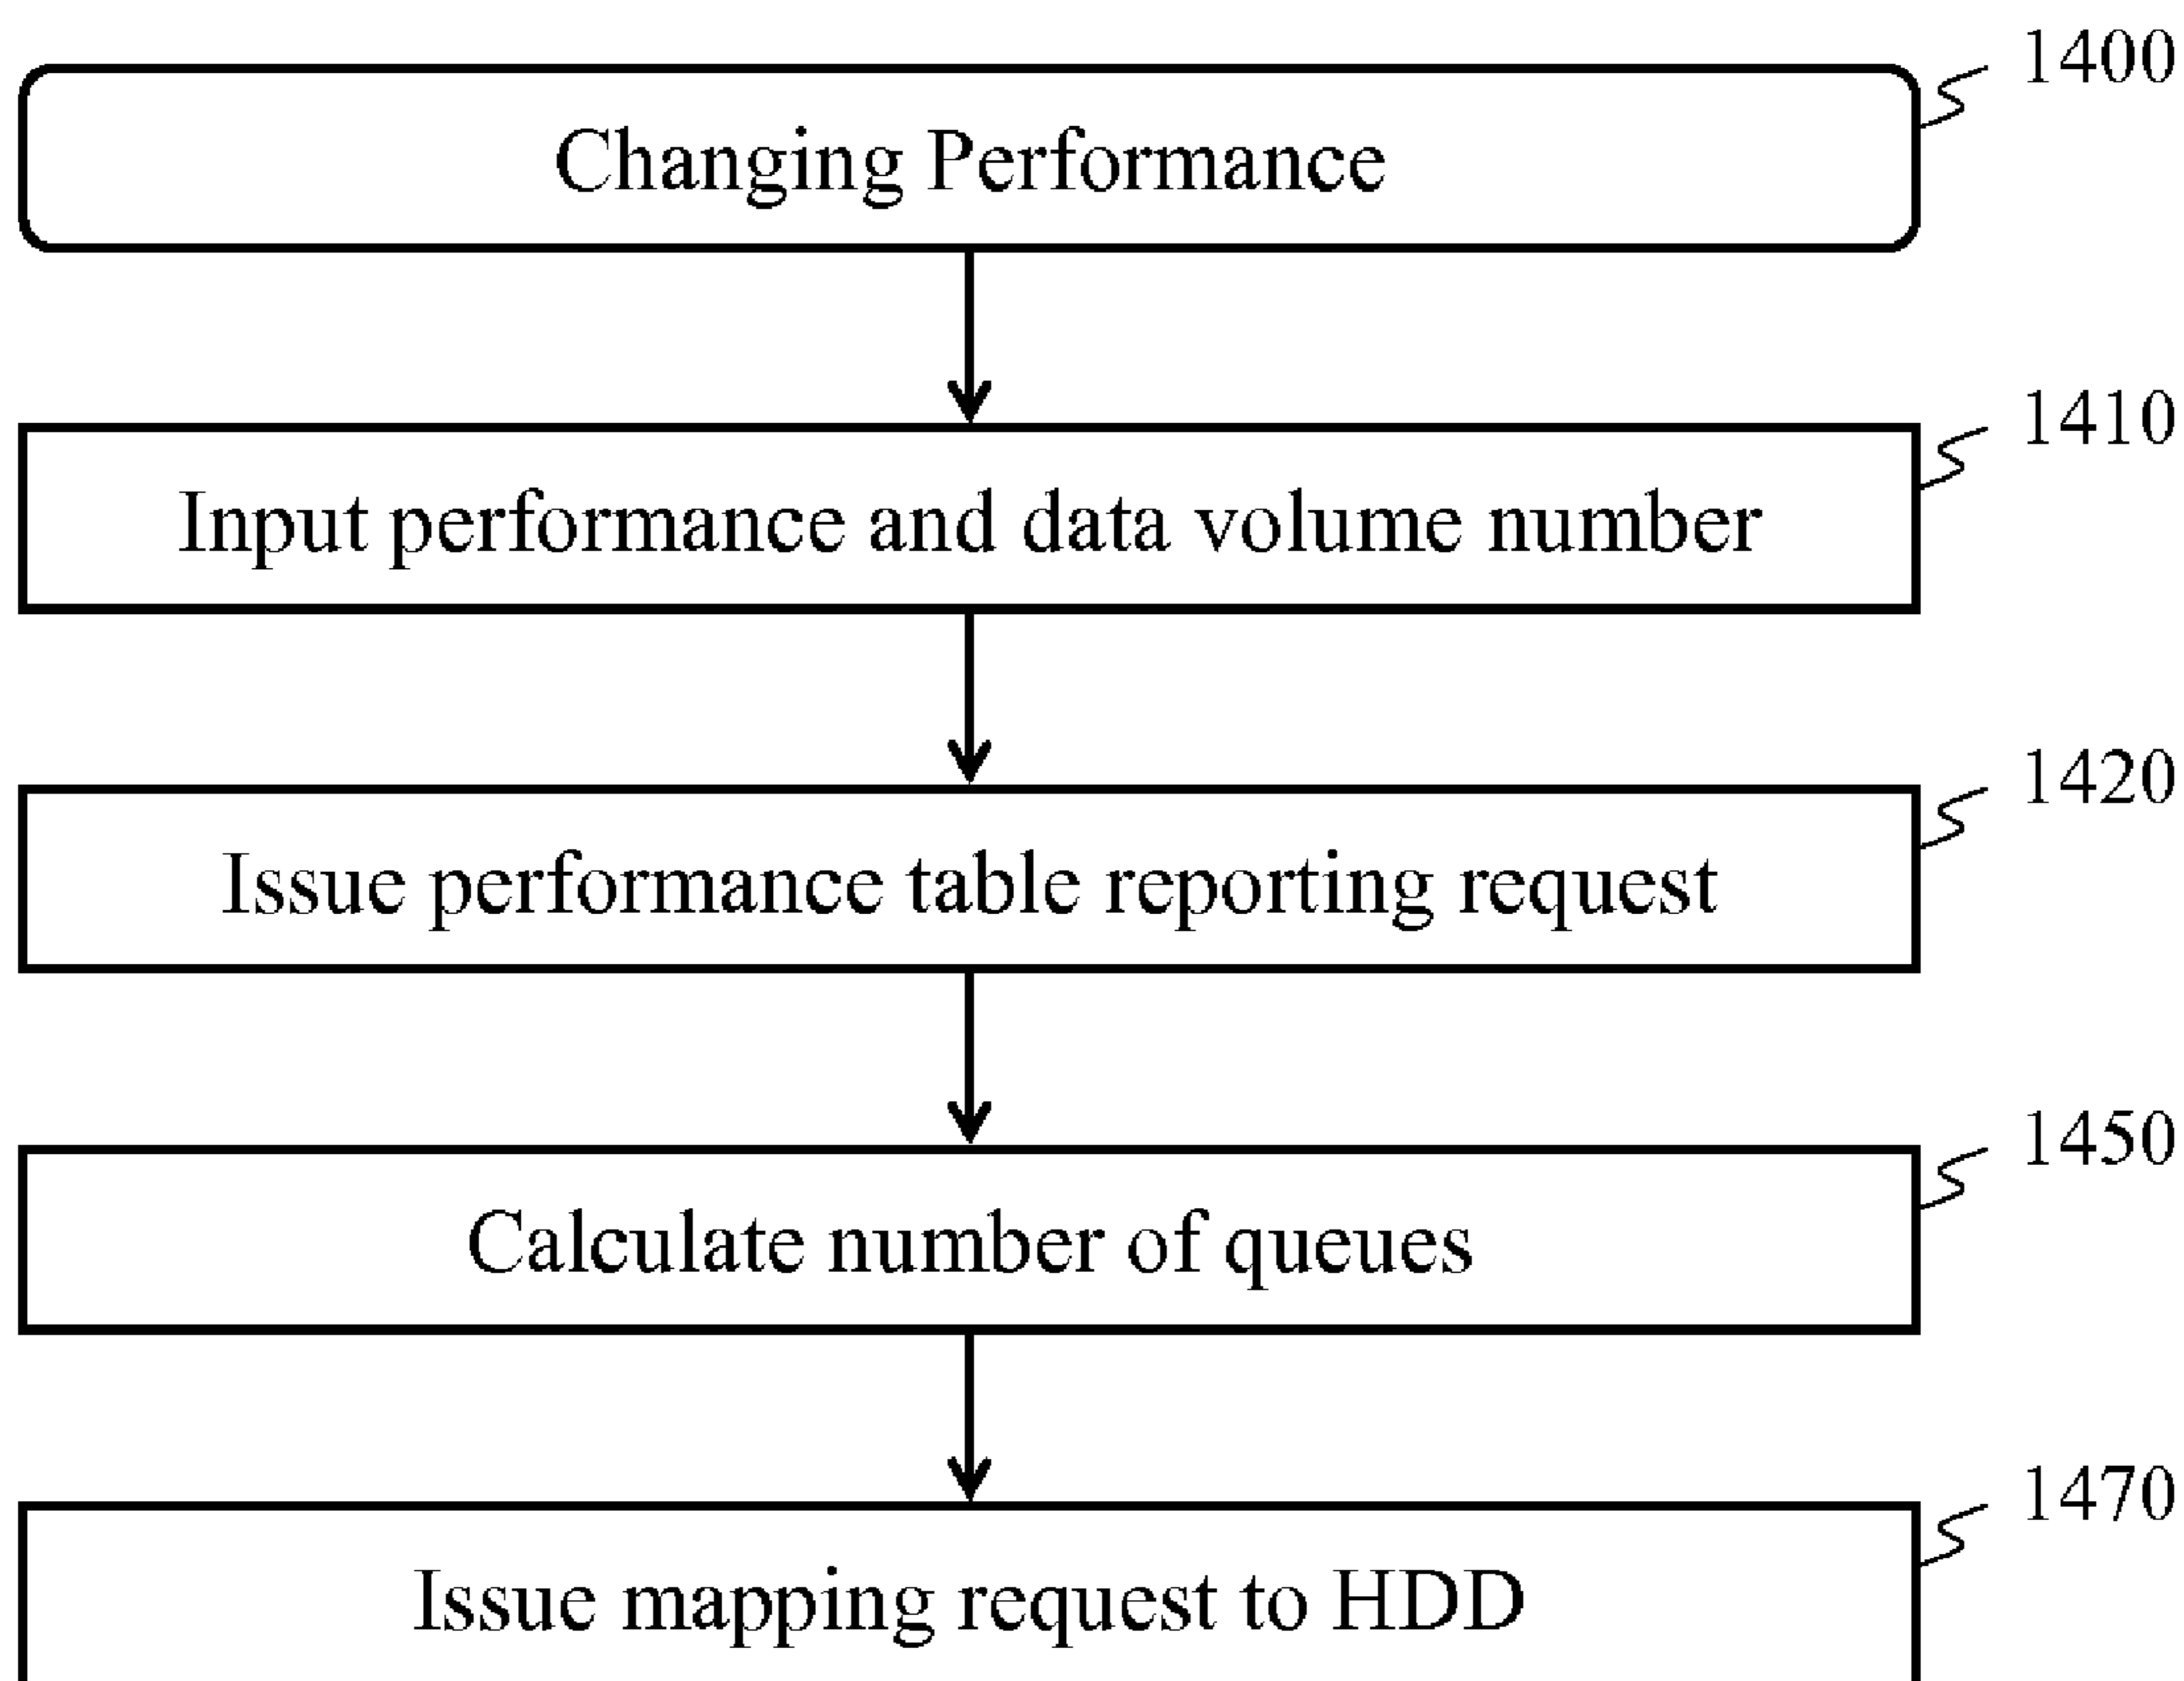 1400
Changing Performance
1410
Input performance and data volume number
1420
Issue performance table reporting request
1450
Calculate number of queues
1470
Issue mapping request to HDD